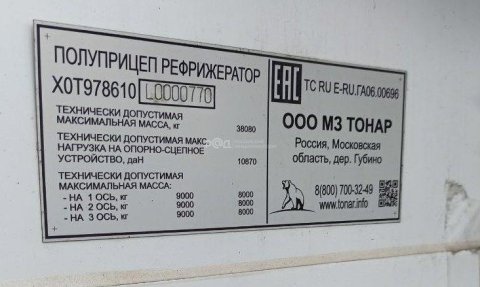 ПОЛУПРИЦЕП РЕФРИЖЕРАТОР
X0T978610 L0000770
ТЕХНИЧЕСКИ ДОПУСТИМАЯ
МАКСИМАЛЬНАЯ МАССА, кг 38080
ТЕХНИЧЕСКИ ДОПУСТИМАЯ МАКС.
НАГРУЗКА НА ОПОРНО-СЦЕПНОЕ
УСТРОЙСТВО, даН 10870
ТЕХНИЧЕСКИ ДОПУСТИМАЯ
МАКСИМАЛЬНАЯ МАССА:
- НА 1 ОСЬ, кг 9000 8000
- НА 2 ОСЬ, кг 9000 8000
- НА 3 ОСЬ, кг 9000 8000
EAC ТС RU E-RU.ГА06.00696
ООО МЗ ТОНАР
Россия, Московская
область, дер. Губино
8(800) 700-32-49
www.tonar.info